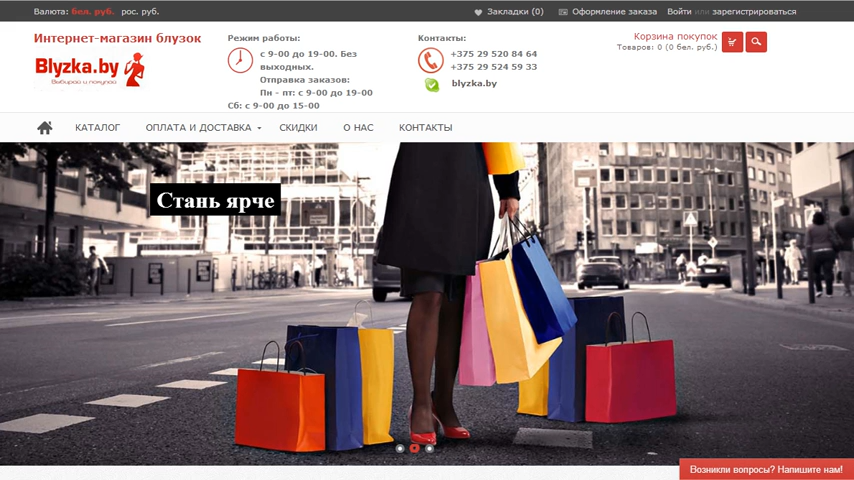 Валюта: бел. руб. рос. руб.
Закладки (0)
Оформление заказа
Войти или зарегистрироваться
Интернет-магазин блузок
Blyzka.by
Выбирай и покупай
Режим работы:
с 9-00 до 19-00. Без
выходных.
Отправка заказов:
Пн - пт: с 9-00 до 19-00
Сб: с 9-00 до 15-00
Контакты:
+375 29 520 84 64
+375 29 524 59 33
blyzka.by
Корзина покупок
Товаров: 0 (0 бел. руб.)
КАТАЛОГ
ОПЛАТА И ДОСТАВКА
СКИДКИ
О НАС
КОНТАКТЫ
Стань ярче
Возникли вопросы? Напишите нам!